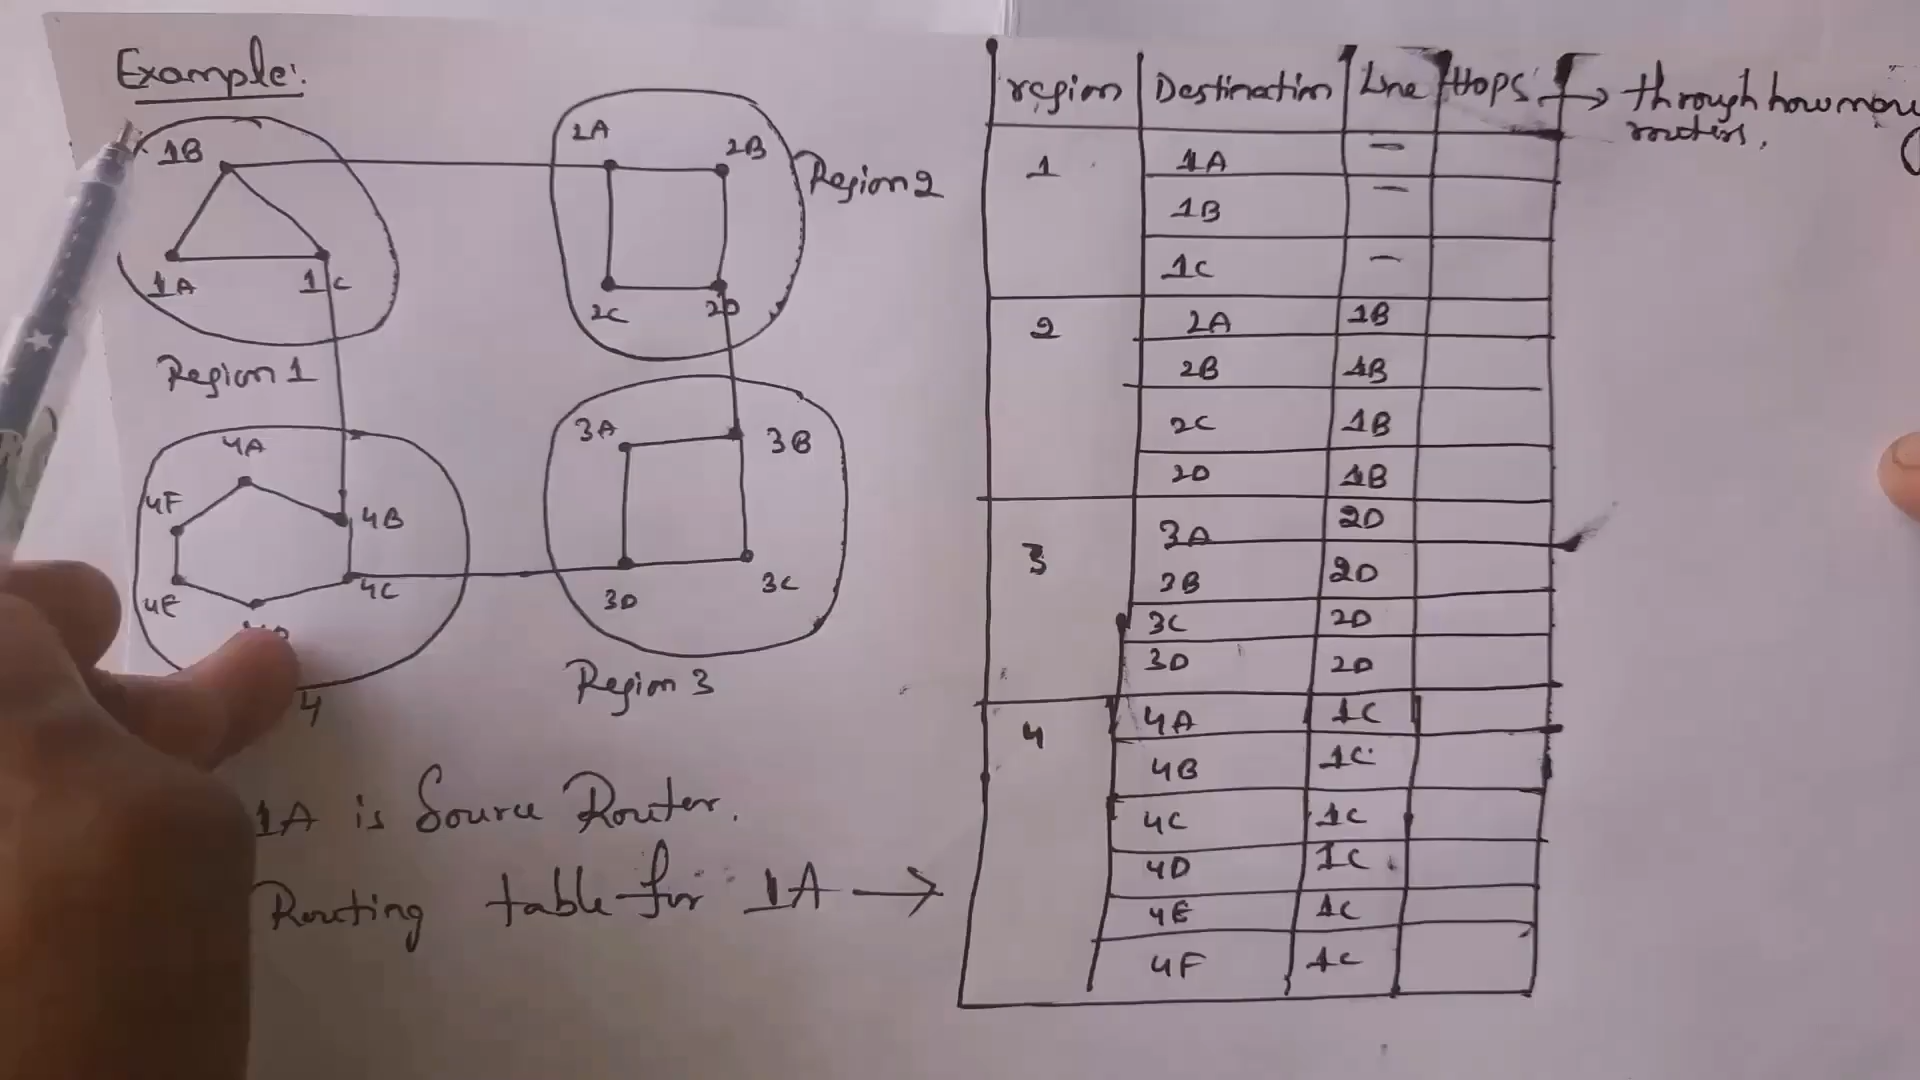 Example:
1B
1A
1C
Region 1
2A
2B
2C
2D
Region 2
4A
4F
4B
4E
4C
4
3A
3B
3D
3C
Region 3
1A is Source Router.
Routing table for 1A →
region Destination Line Hops → through how many
routers.
1 1A –
1B –
1C –
2 2A 1B
2B 1B
2C 1B
2D 1B
3 3A 2D
3B 2D
3C 2D
3D 2D
4 4A 1C
4B 1C
4C 1C
4D 1C
4E 1C
4F 1C